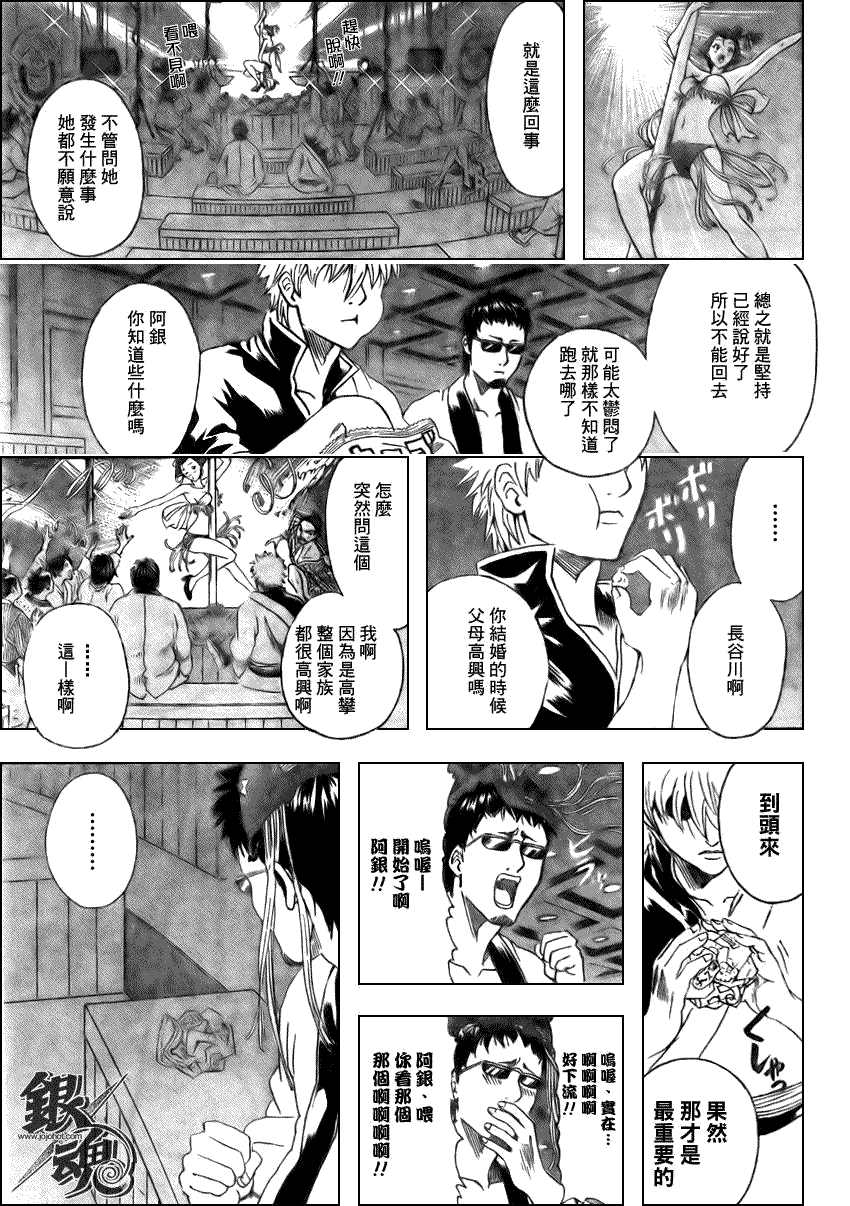 就是這麼回事
趕快
脫啊!!
喂
看不見啊
不管問她
發生什麼事
她都不願意說
總之就是堅持
已經說好了
所以不能回去
可能太鬱悶了
就那樣不知道
跑去哪了
阿銀
你知道些什麼嗎
……
ボリ
ボリ
長谷川啊
你結婚的時候
父母高興嗎
怎麼
突然問這個
我啊
因為是高攀
整個家族
都很高興啊
……
這一樣啊
到頭來
くしゃっ
果然
那才是
最重要的
嗚喔一
開始了啊
阿銀!!
嗚喔、實在…
啊啊啊啊
好下流!!
阿銀、喂
你看那個
那個啊啊啊啊!!
……
銀魂
www.jojohot.com